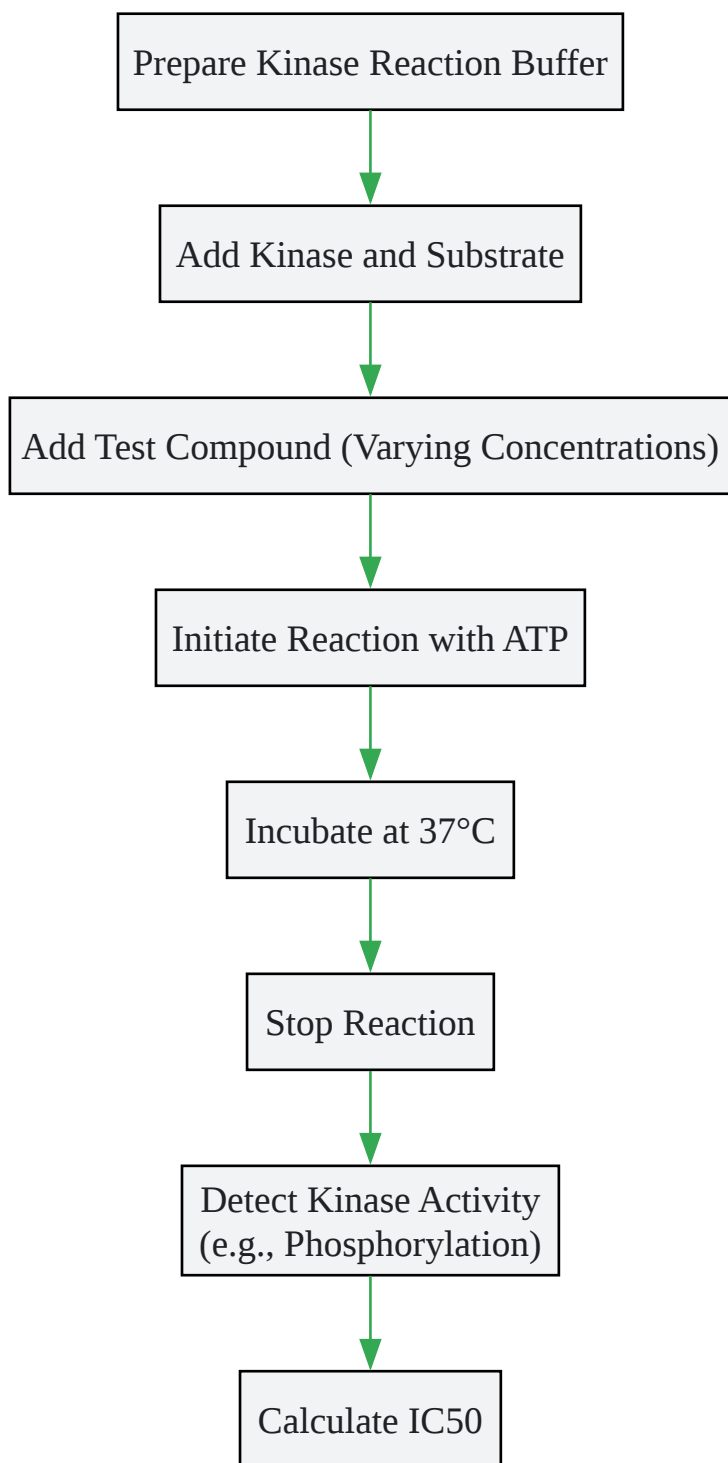 Prepare Kinase Reaction Buffer
Add Kinase and Substrate
Add Test Compound (Varying Concentrations)
Initiate Reaction with ATP
Incubate at 37°C
Stop Reaction
Detect Kinase Activity
(e.g., Phosphorylation)
Calculate IC50